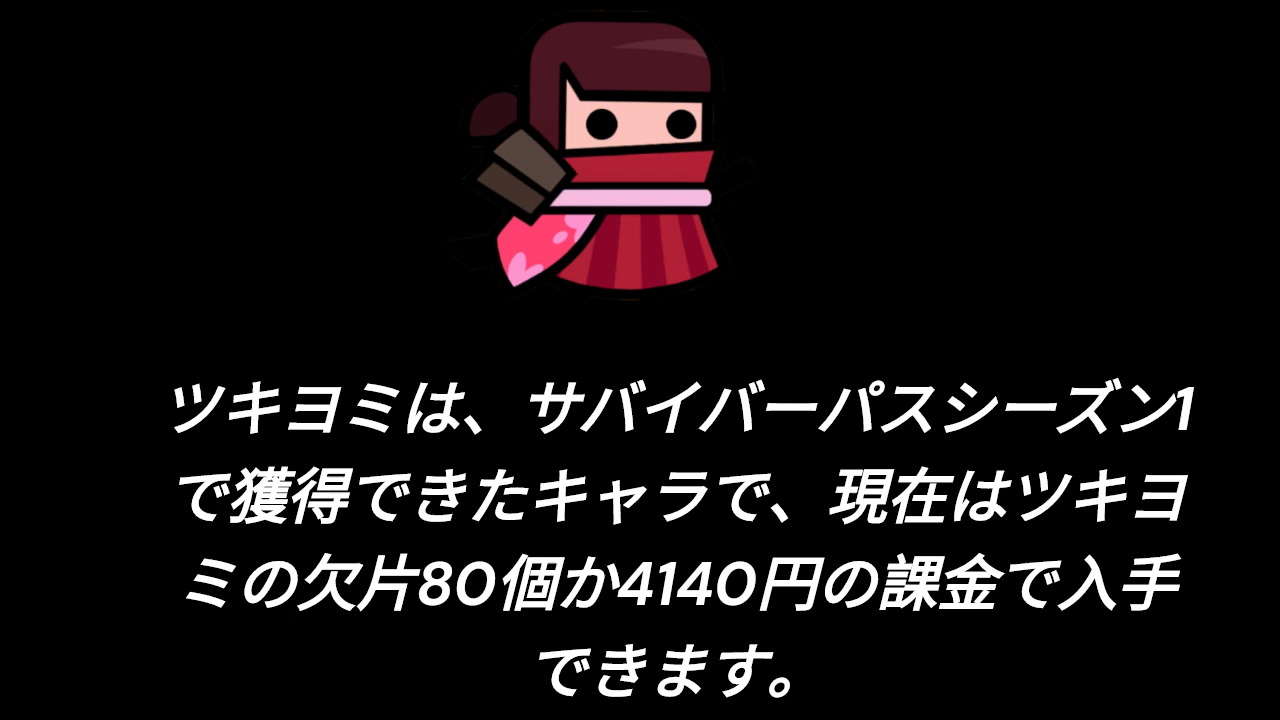 ツキヨミは、サバイバーパスシーズン1
で獲得できたキャラで、現在はツキヨ
ミの欠片80個か4140円の課金で入手
できます。